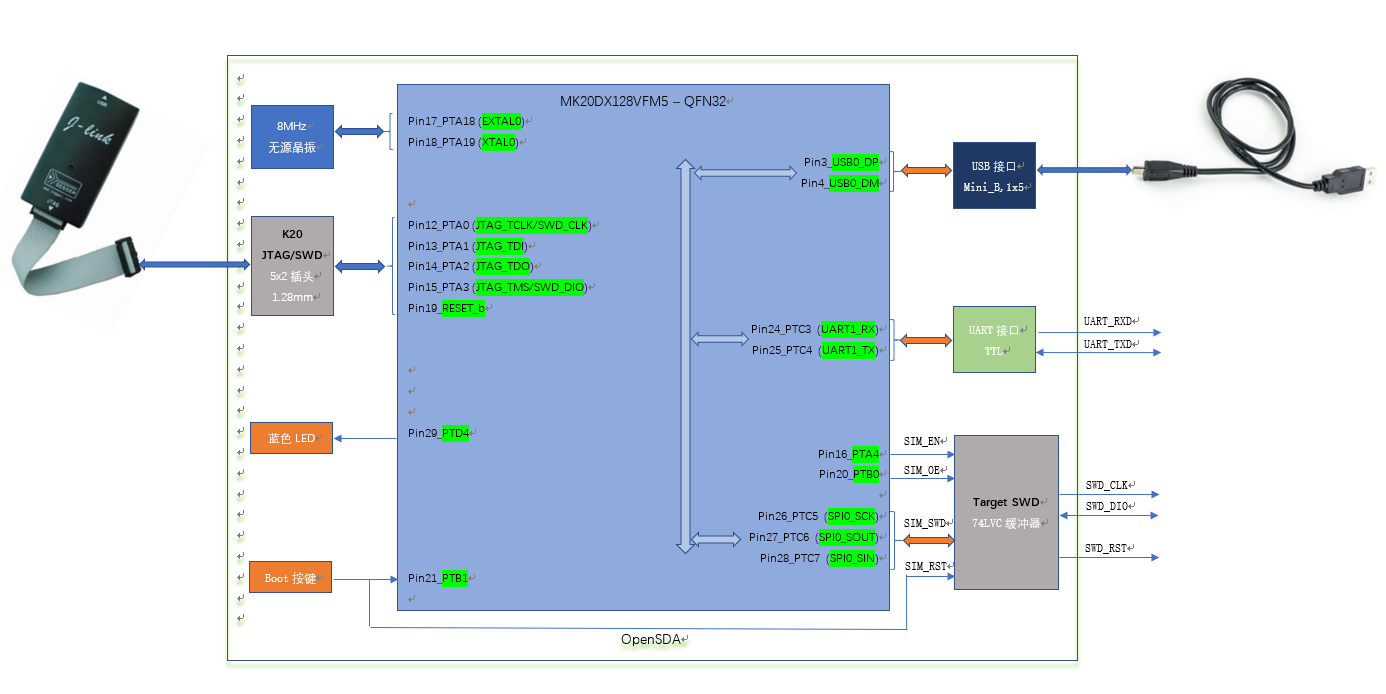 MK20DX128VFM5 – QFN32
J-link
SEGGER
JTAG
8MHz
无源晶振
Pin17_PTA18 (EXTAL0)
Pin18_PTA19 (XTAL0)
K20
JTAG/SWD
5x2 插头
1.28mm
Pin12_PTA0 (JTAG_TCLK/SWD_CLK)
Pin13_PTA1 (JTAG_TDI)
Pin14_PTA2 (JTAG_TDO)
Pin15_PTA3 (JTAG_TMS/SWD_DIO)
Pin19_RESET_b
蓝色 LED
Pin29_PTD4
Boot 按键
Pin21_PTB1
Pin3_USB0_DP
Pin4_USB0_DM
USB 接口
Mini_B,1x5
Pin24_PTC3 (UART1_RX)
Pin25_PTC4 (UART1_TX)
UART 接口
TTL
UART_RXD
UART_TXD
Pin16_PTA4
Pin20_PTB0
SIM_EN
SIM_OE
Pin26_PTC5 (SPI0_SCK)
Pin27_PTC6 (SPI0_SOUT)
Pin28_PTC7 (SPI0_SIN)
SIM_SWD
SIM_RST
Target SWD
74LVC 缓冲器
SWD_CLK
SWD_DIO
SWD_RST
OpenSDA